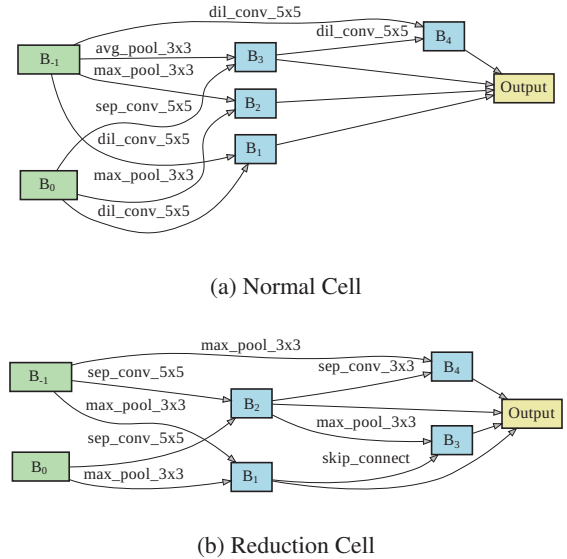 dil_conv_5x5
dil_conv_5x5
B4
B-1
avg_pool_3x3
B3
max_pool_3x3
Output
sep_conv_5x5
B2
dil_conv_5x5
B1
B0
max_pool_3x3
dil_conv_5x5
(a) Normal Cell
max_pool_3x3
B-1
sep_conv_5x5
sep_conv_3x3
B4
max_pool_3x3
B2
Output
max_pool_3x3
sep_conv_5x5
B3
B0
skip_connect
max_pool_3x3
B1
(b) Reduction Cell